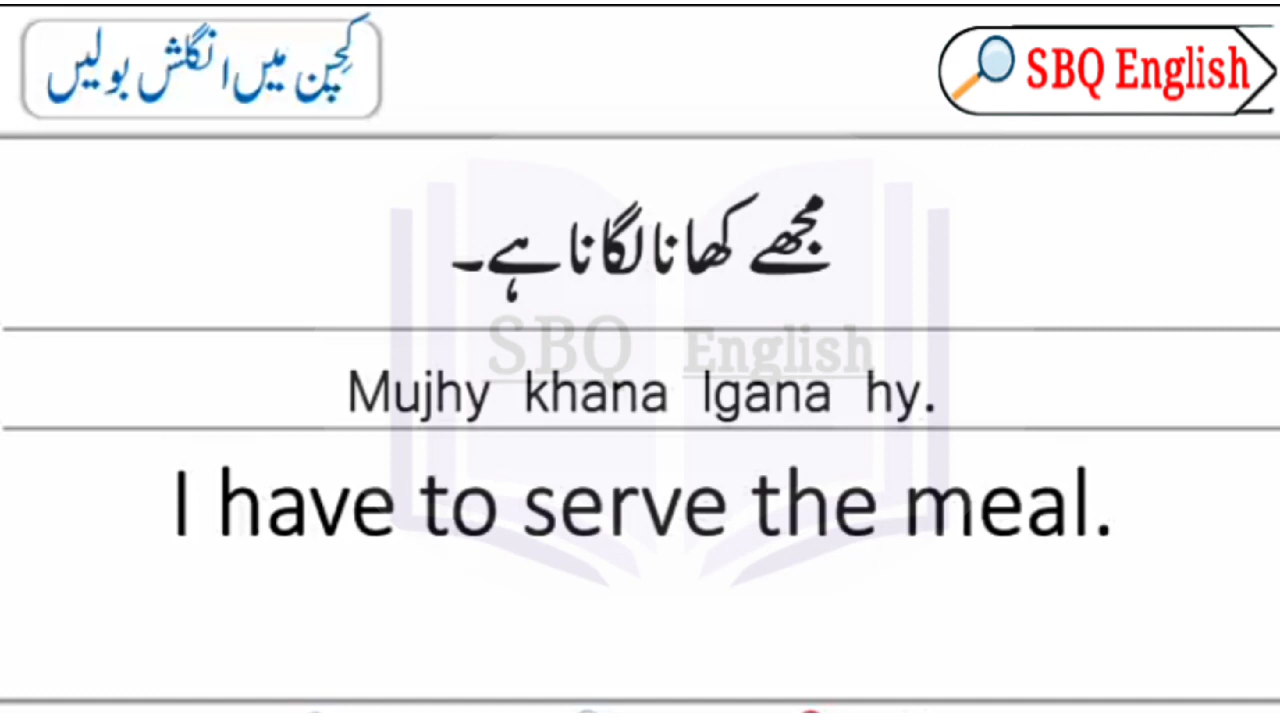 کچن میں انگلش بولیں
SBQ English
مجھے کھانا لگانا ہے۔
SBQ English
Mujhy khana lgana hy.
I have to serve the meal.